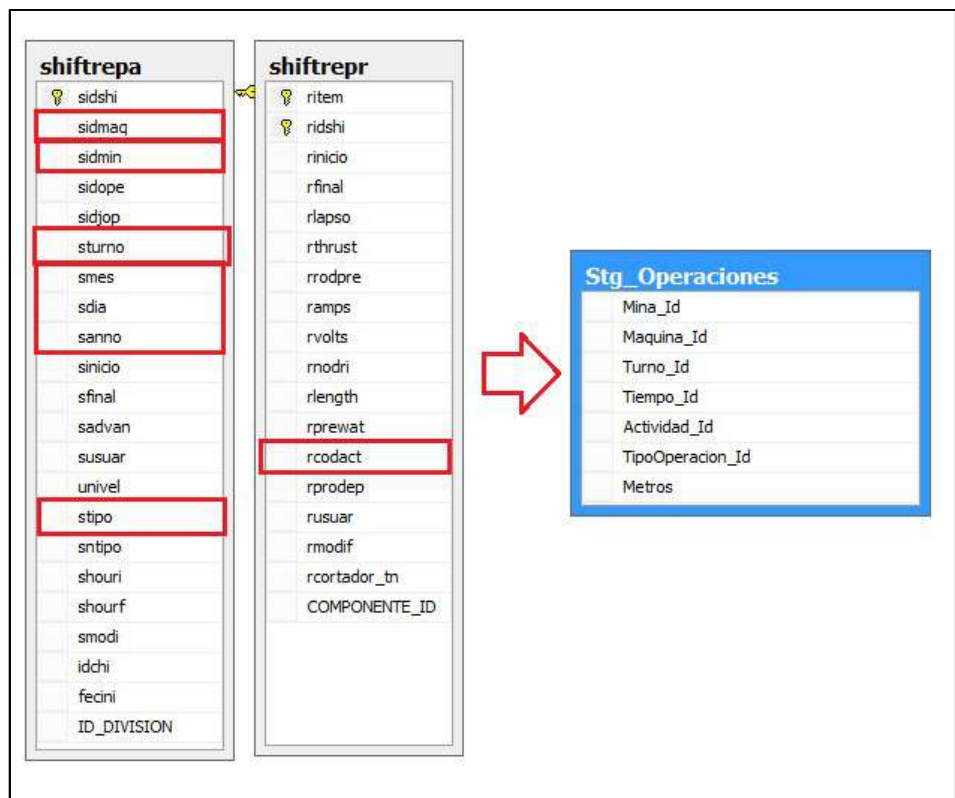 shiftrepa
sidshi
sidmaq
sidmin
sidope
sidjop
sturno
smes
sdia
sanno
sinicio
sfinal
sadvan
susuar
univel
stipo
sntipo
shouri
shourf
smodi
idchi
fecini
ID_DIVISION
shiftrepr
ritem
ridshi
rinicio
rfinal
rlapso
rthrust
rrodpre
ramps
rvolts
rnodri
rlength
rprewat
rcodact
rprodep
rusuar
rmodif
rcortador_tn
COMPONENTE_ID
Stg_Operaciones
Mina_Id
Maquina_Id
Turno_Id
Tiempo_Id
Actividad_Id
TipoOperacion_Id
Metros